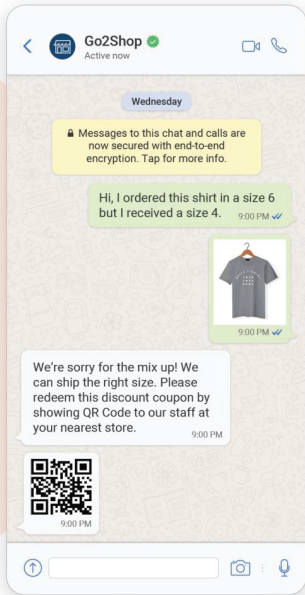 Go2Shop
Active now
Wednesday
Messages to this chat and calls are
now secured with end-to-end
encryption. Tap for more info.
Hi, I ordered this shirt in a size 6
but I received a size 4.
9:00 PM
9:00 PM
We're sorry for the mix up! We
can ship the right size. Please
redeem this discount coupon by
showing QR Code to our staff at
your nearest store.
9:00 PM
9:00 PM